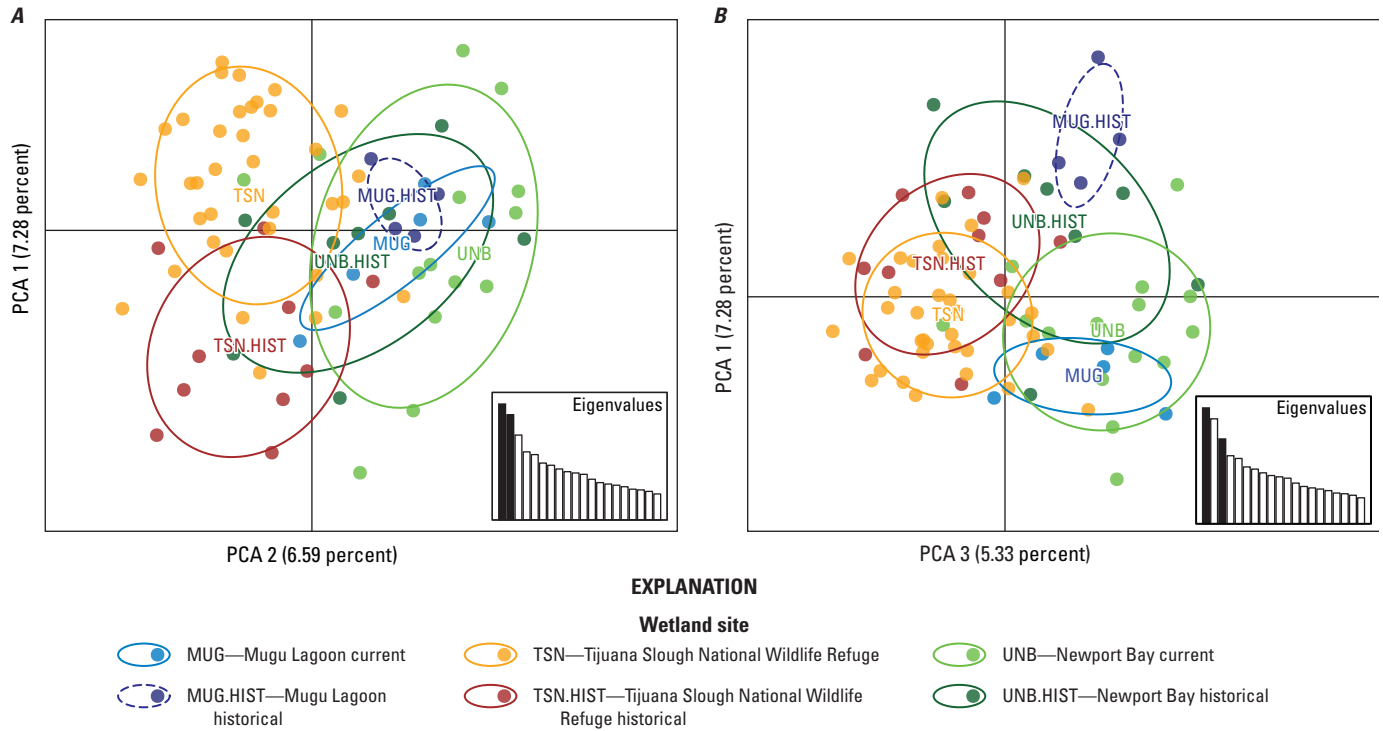 A
B
PCA 1 (7.28 percent)
TSN
MUG.HIST
MUG
UNB.HIST
UNB
TSN.HIST
Eigenvalues
PCA 2 (6.59 percent)
PCA 1 (7.28 percent)
MUG.HIST
UNB.HIST
TSN.HIST
TSN
UNB
MUG
Eigenvalues
PCA 3 (5.33 percent)
EXPLANATION
Wetland site
MUG—Mugu Lagoon current
MUG.HIST—Mugu Lagoon
historical
TSN—Tijuana Slough National Wildlife Refuge
TSN.HIST—Tijuana Slough National Wildlife
Refuge historical
UNB—Newport Bay current
UNB.HIST—Newport Bay historical